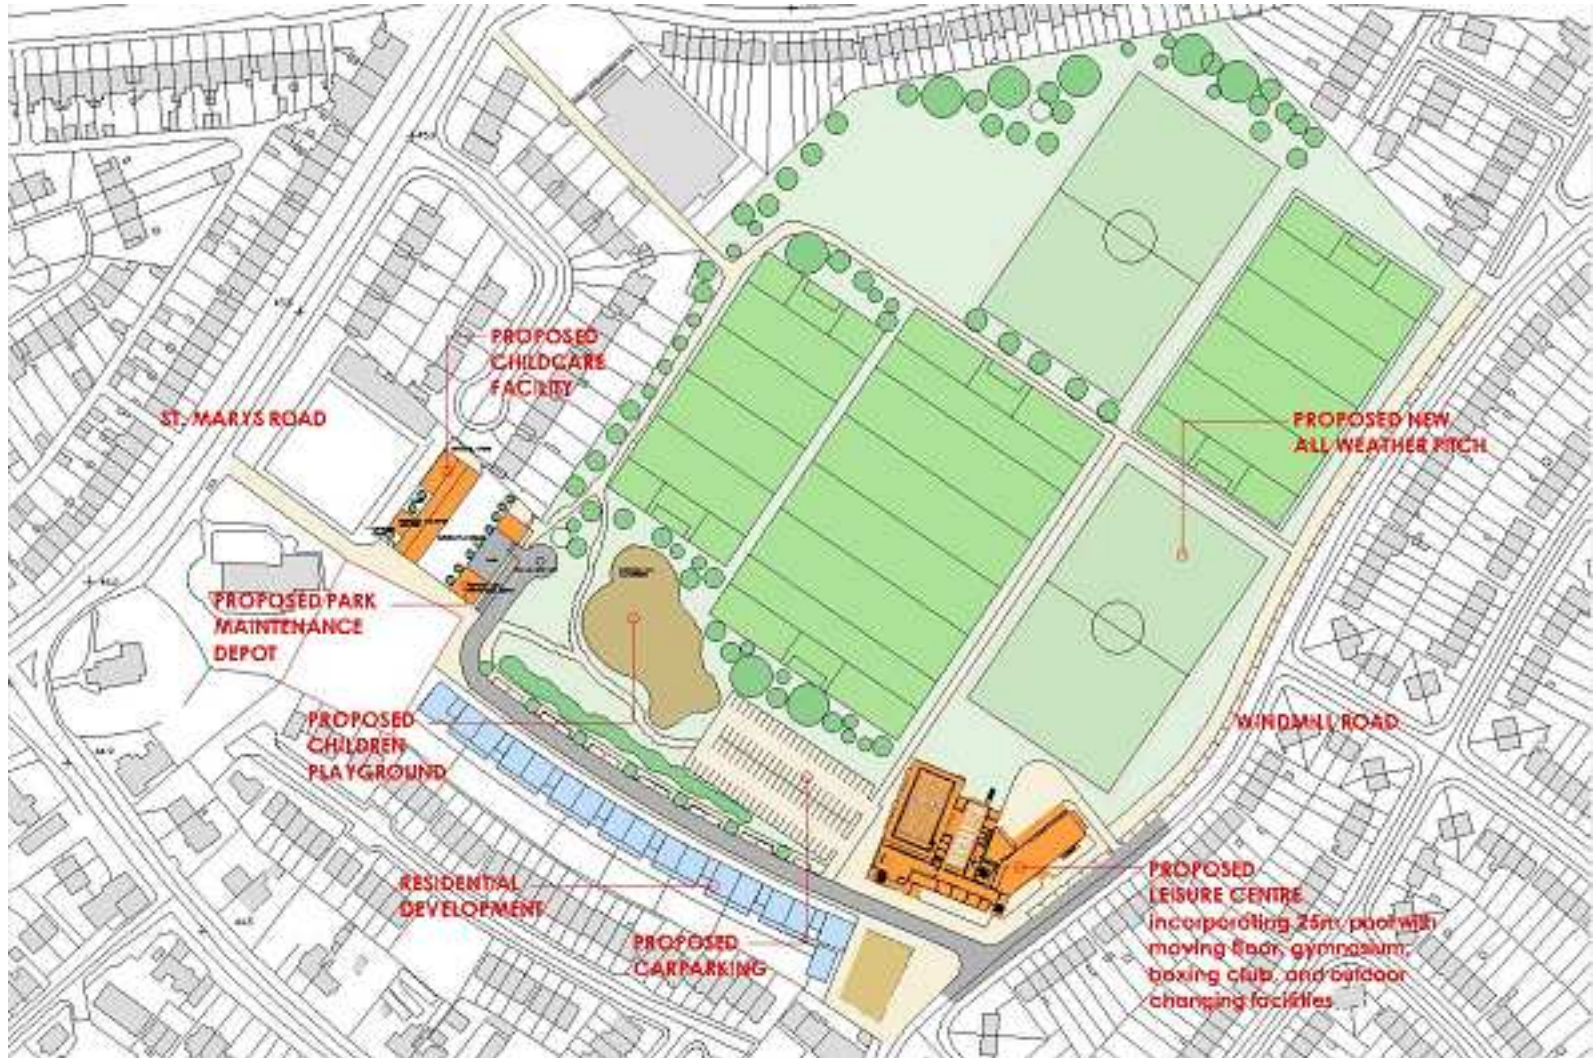 PROPOSED
CHILDCARE
FACILITY
ST. MARYS ROAD
PROPOSED NEW
ALL WEATHER PITCH
PROPOSED PARK
MAINTENANCE
DEPOT
PROPOSED
CHILDREN
PLAYGROUND
WINDMILL ROAD
RESIDENTIAL
DEVELOPMENT
PROPOSED
CARPARKING
PROPOSED
LEISURE CENTRE
incorporating 25m pool with
moving floor, gymnasium,
boxing club, and outdoor
changing facilities